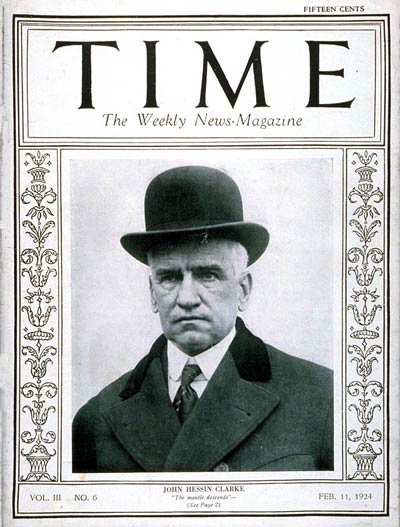 FIFTEEN CENTS
TIME
The Weekly News-Magazine
JOHN HESSIN CLARKE
"The mantle descends"—
(See Page 2)
VOL. III NO. 6
FEB. 11, 1924